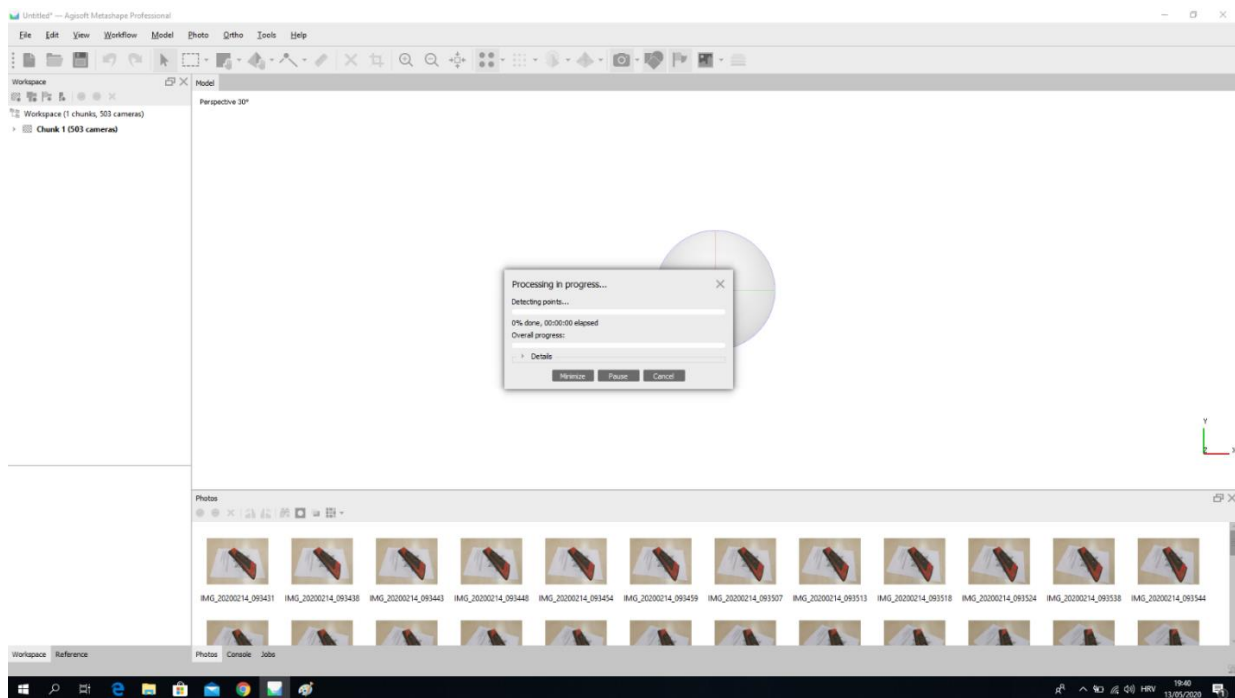 Untitled* — Agisoft Metashape Professional
File Edit View Workflow Model Photo Ortho Tools Help
Workspace
Workspace (1 chunks, 503 cameras)
Chunk 1 (503 cameras)
Model
Perspective 30°
Processing in progress...
Detecting points...
0% done, 00:00:00 elapsed
Overall progress:
Details
Minimize Pause Cancel
Y
X
Z
Photos
IMG_20200214_093431 IMG_20200214_093438 IMG_20200214_093443 IMG_20200214_093448 IMG_20200214_093454 IMG_20200214_093459 IMG_20200214_093507 IMG_20200214_093513 IMG_20200214_093518 IMG_20200214_093524 IMG_20200214_093538 IMG_20200214_093544
Workspace Reference
Photos Console Jobs
HRV
19:40
13/05/2020